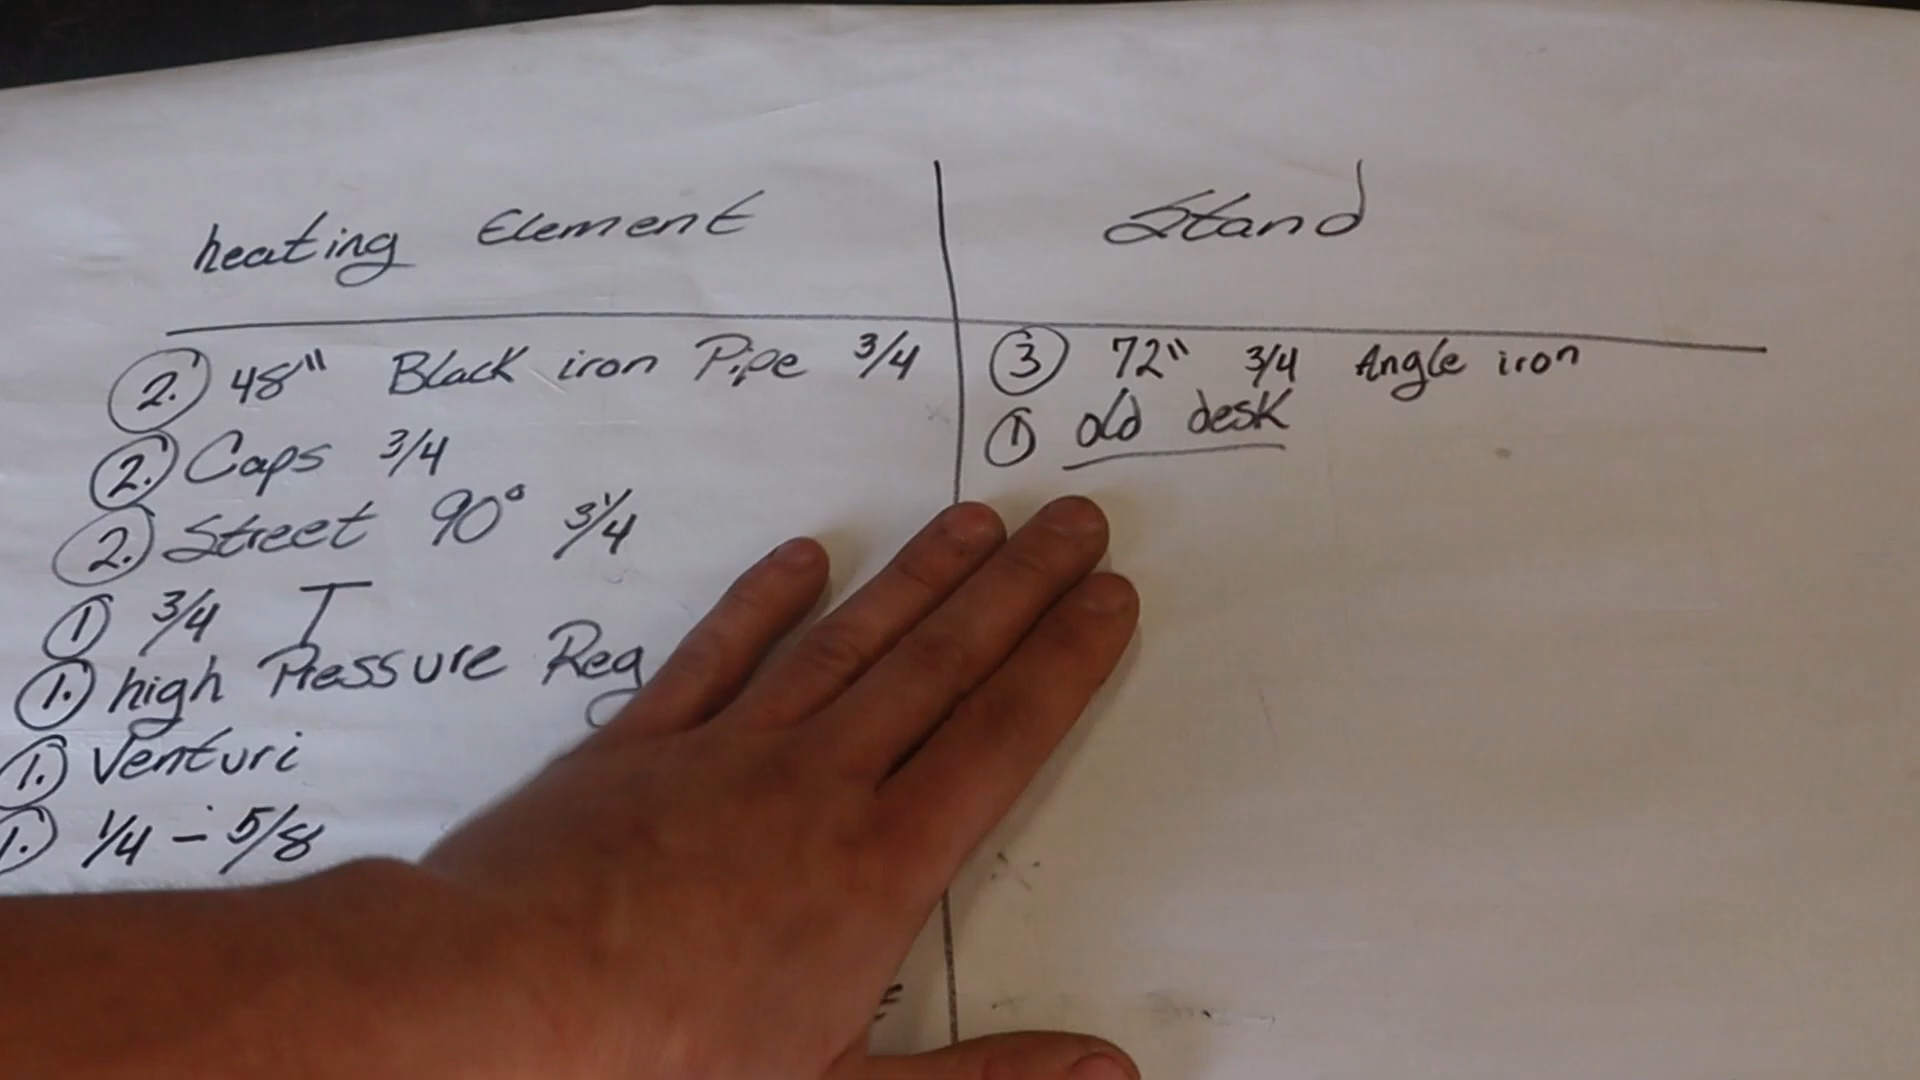 heating Element
2. 48" Black iron Pipe 3/4
2. Caps 3/4
2. Street 90° 3/4
1 3/4 T
1. high Pressure Reg
1. Venturi
1. 1/4 - 5/8
Stand
3 72" 3/4 Angle iron
1 old desk